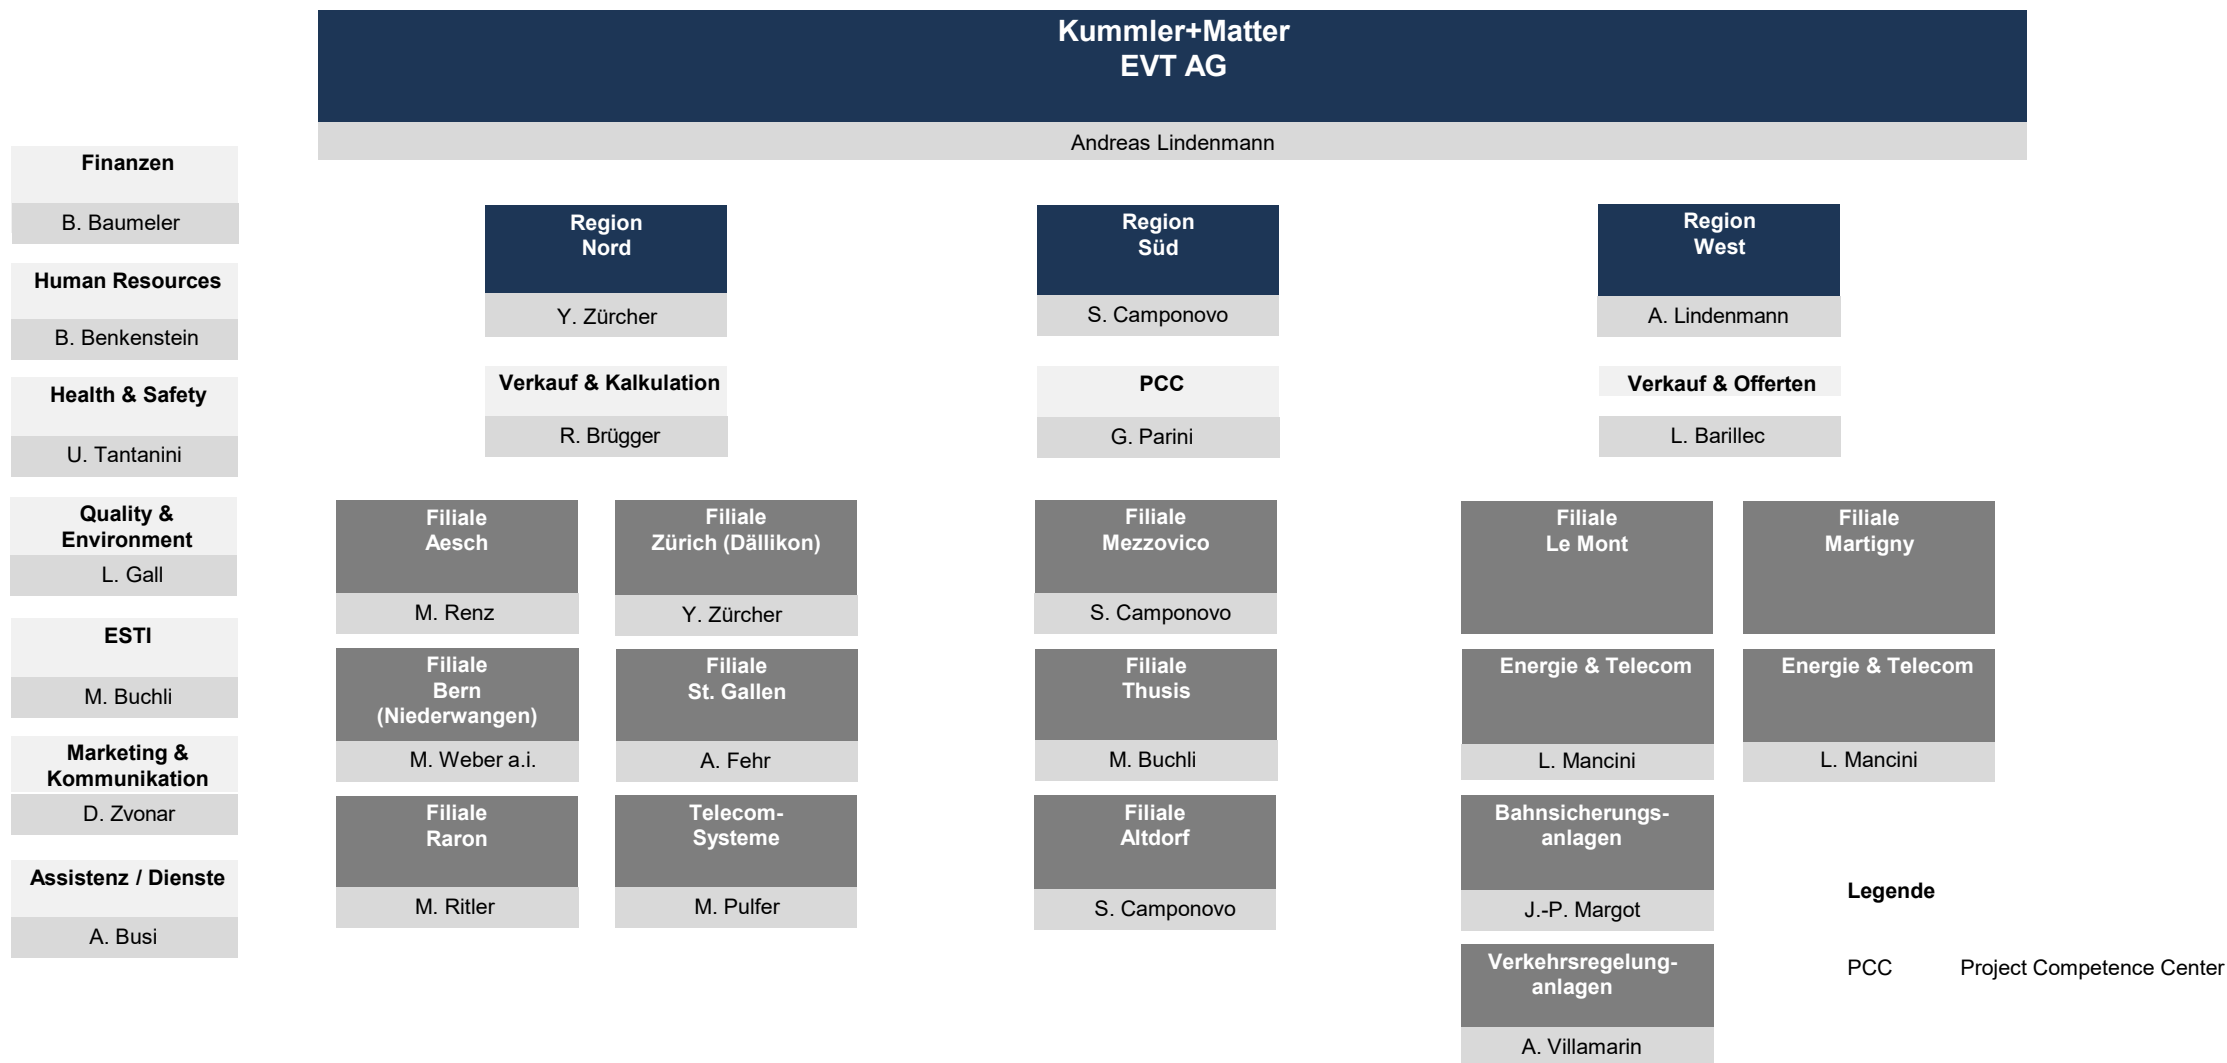 Kummler+Matter
EVT AG
Andreas Lindenmann
Finanzen
B. Baumeler
Human Resources
B. Benkenstein
Health & Safety
U. Tantanini
Quality &
Environment
L. Gall
ESTI
M. Buchli
Marketing &
Kommunikation
D. Zvonar
Assistenz / Dienste
A. Busi
Region
Nord
Y. Zürcher
Verkauf & Kalkulation
R. Brügger
Filiale
Aesch
M. Renz
Filiale
Bern
(Niederwangen)
M. Weber a.i.
Filiale
Raron
M. Ritler
Filiale
Zürich (Dällikon)
Y. Zürcher
Filiale
St. Gallen
A. Fehr
Telecom-
Systeme
M. Pulfer
Region
Süd
S. Camponovo
PCC
G. Parini
Filiale
Mezzovico
S. Camponovo
Filiale
Thusis
M. Buchli
Filiale
Altdorf
S. Camponovo
Region
West
A. Lindenmann
Verkauf & Offerten
L. Barillec
Filiale
Le Mont
Energie & Telecom
L. Mancini
Bahnsicherungs-
anlagen
J.-P. Margot
Verkehrsregelung-
anlagen
A. Villamarin
Filiale
Martigny
Energie & Telecom
L. Mancini
Legende
PCC Project Competence Center